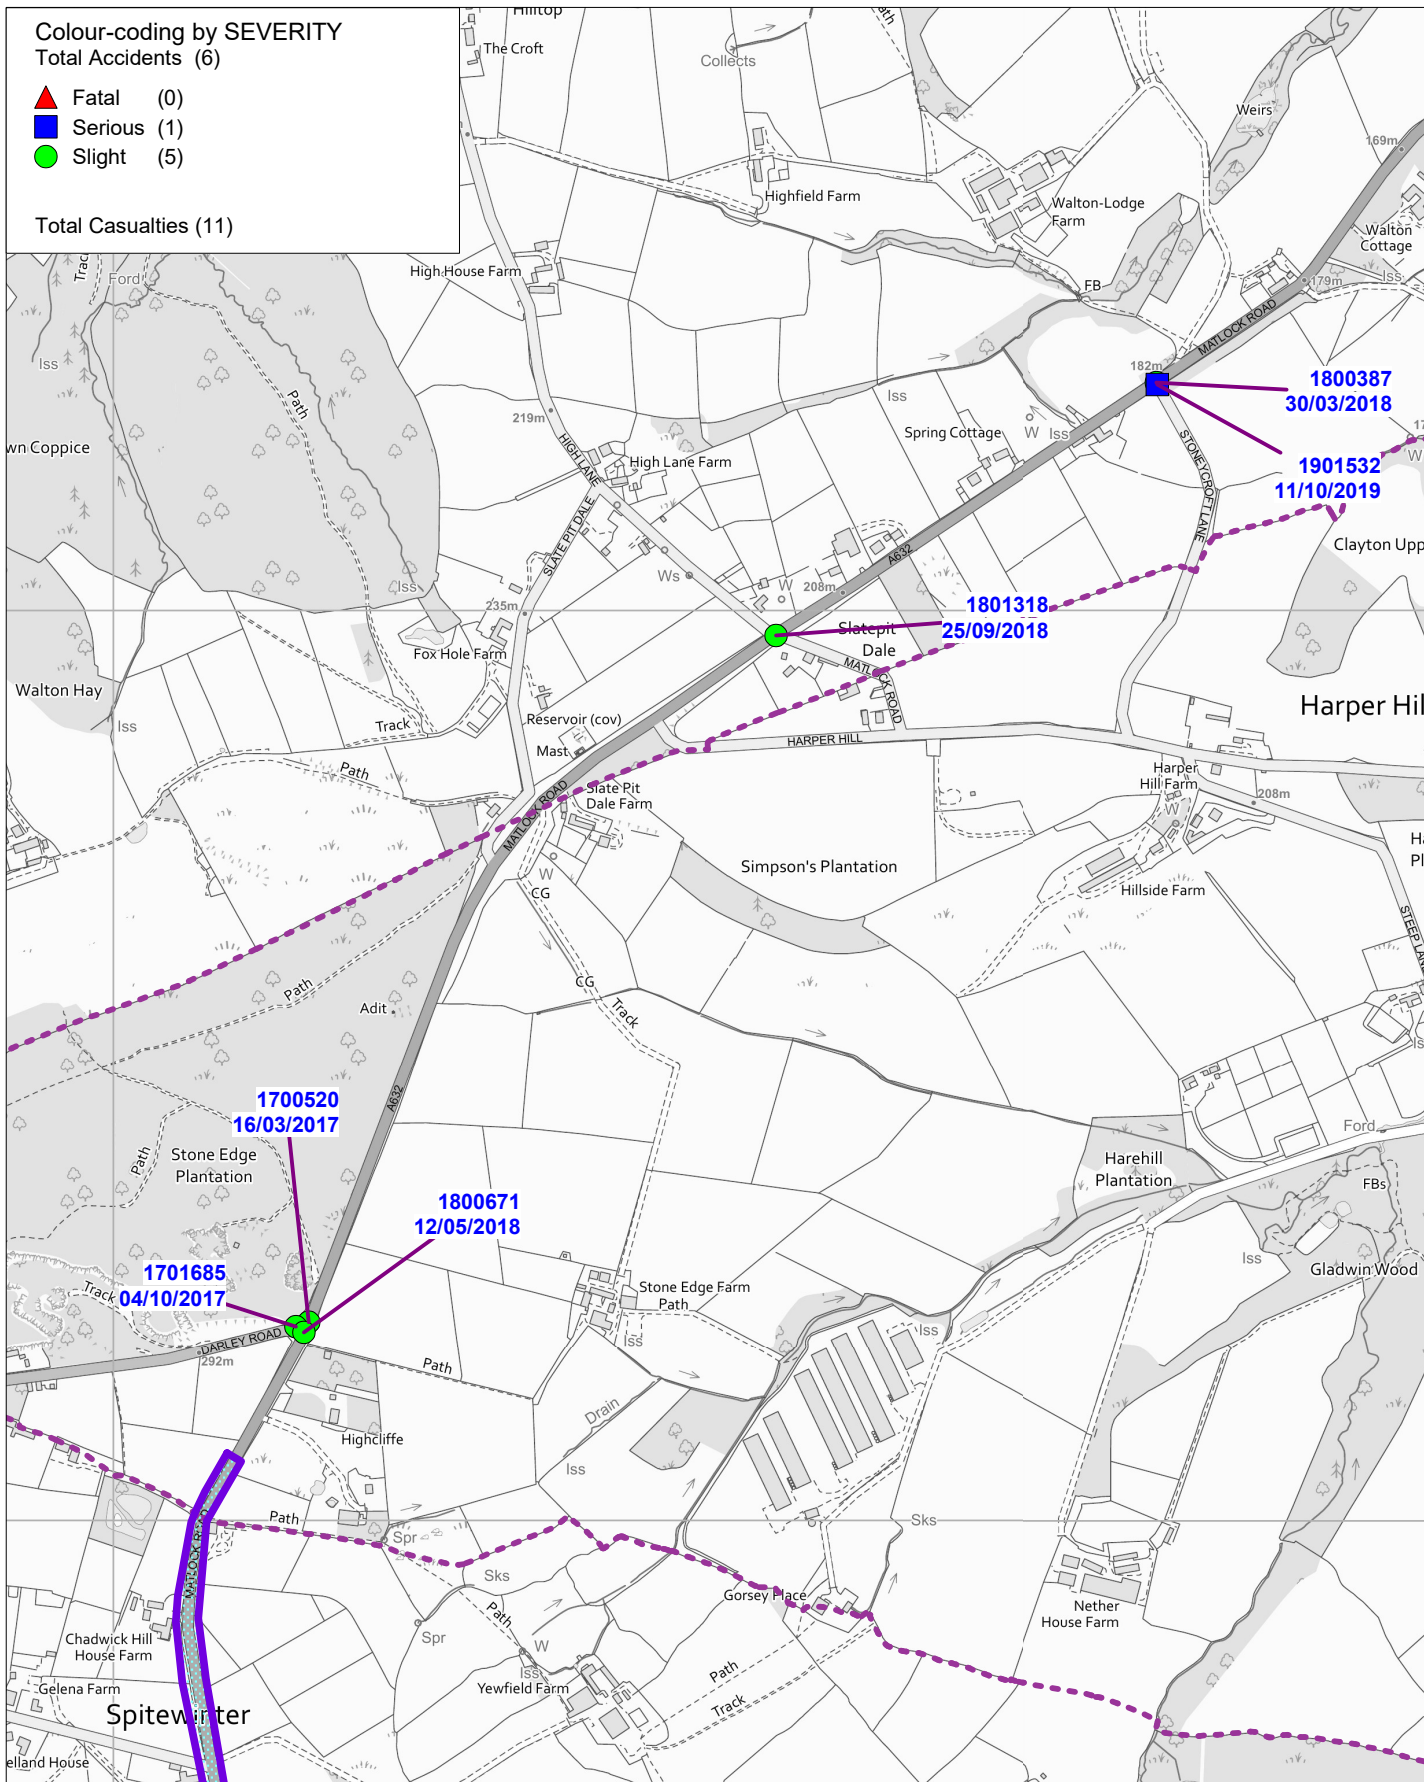 Colour-coding by SEVERITY
Total Accidents (6)
Fatal (0)
Serious (1)
Slight (5)
Total Casualties (11)
Hilltop
The Croft
Collects
Weirs
169m
Highfield Farm
Walton-Lodge
Farm
Walton
Cottage
High House Farm
Ford
FB
Iss
179m
MATLOCK ROAD
Iss
Path
182m
1800387
30/03/2018
219m
Iss
Spring Cottage
W
Iss
wn Coppice
HIGH LANE
High Lane Farm
STONEYCROFT LANE
W
1901532
11/10/2019
SLATE PIT DALE
Clayton Upp
A632
Ws
W
208m
Iss
235m
1801318
25/09/2018
Slatepit
Dale
Fox Hole Farm
MATLOCK ROAD
Walton Hay
Iss
Track
Reservoir (cov)
Mast
HARPER HILL
Harper Hil
Path
Harper
Hill Farm
W
208m
MATLOCK ROAD
Slate Pit
Dale Farm
W
CG
Simpson's Plantation
Hillside Farm
STEEP LANE
Path
Adit
CG
Track
A632
1700520
16/03/2017
Stone Edge
Plantation
Path
Ford
Harehill
Plantation
FBs
1800671
12/05/2018
Iss
Gladwin Wood
1701685
04/10/2017
Track
Stone Edge Farm
Path
DARLEY ROAD
292m
Iss
Iss
Path
Drain
Highcliffe
Iss
Path
Spr
Sks
MATLOCK ROAD
Sks
Gorsey Place
Nether
House Farm
Path
Spr
W
Chadwick Hill
House Farm
Iss
Yewfield Farm
Path
Track
Gelena Farm
Spitewinter
elland House